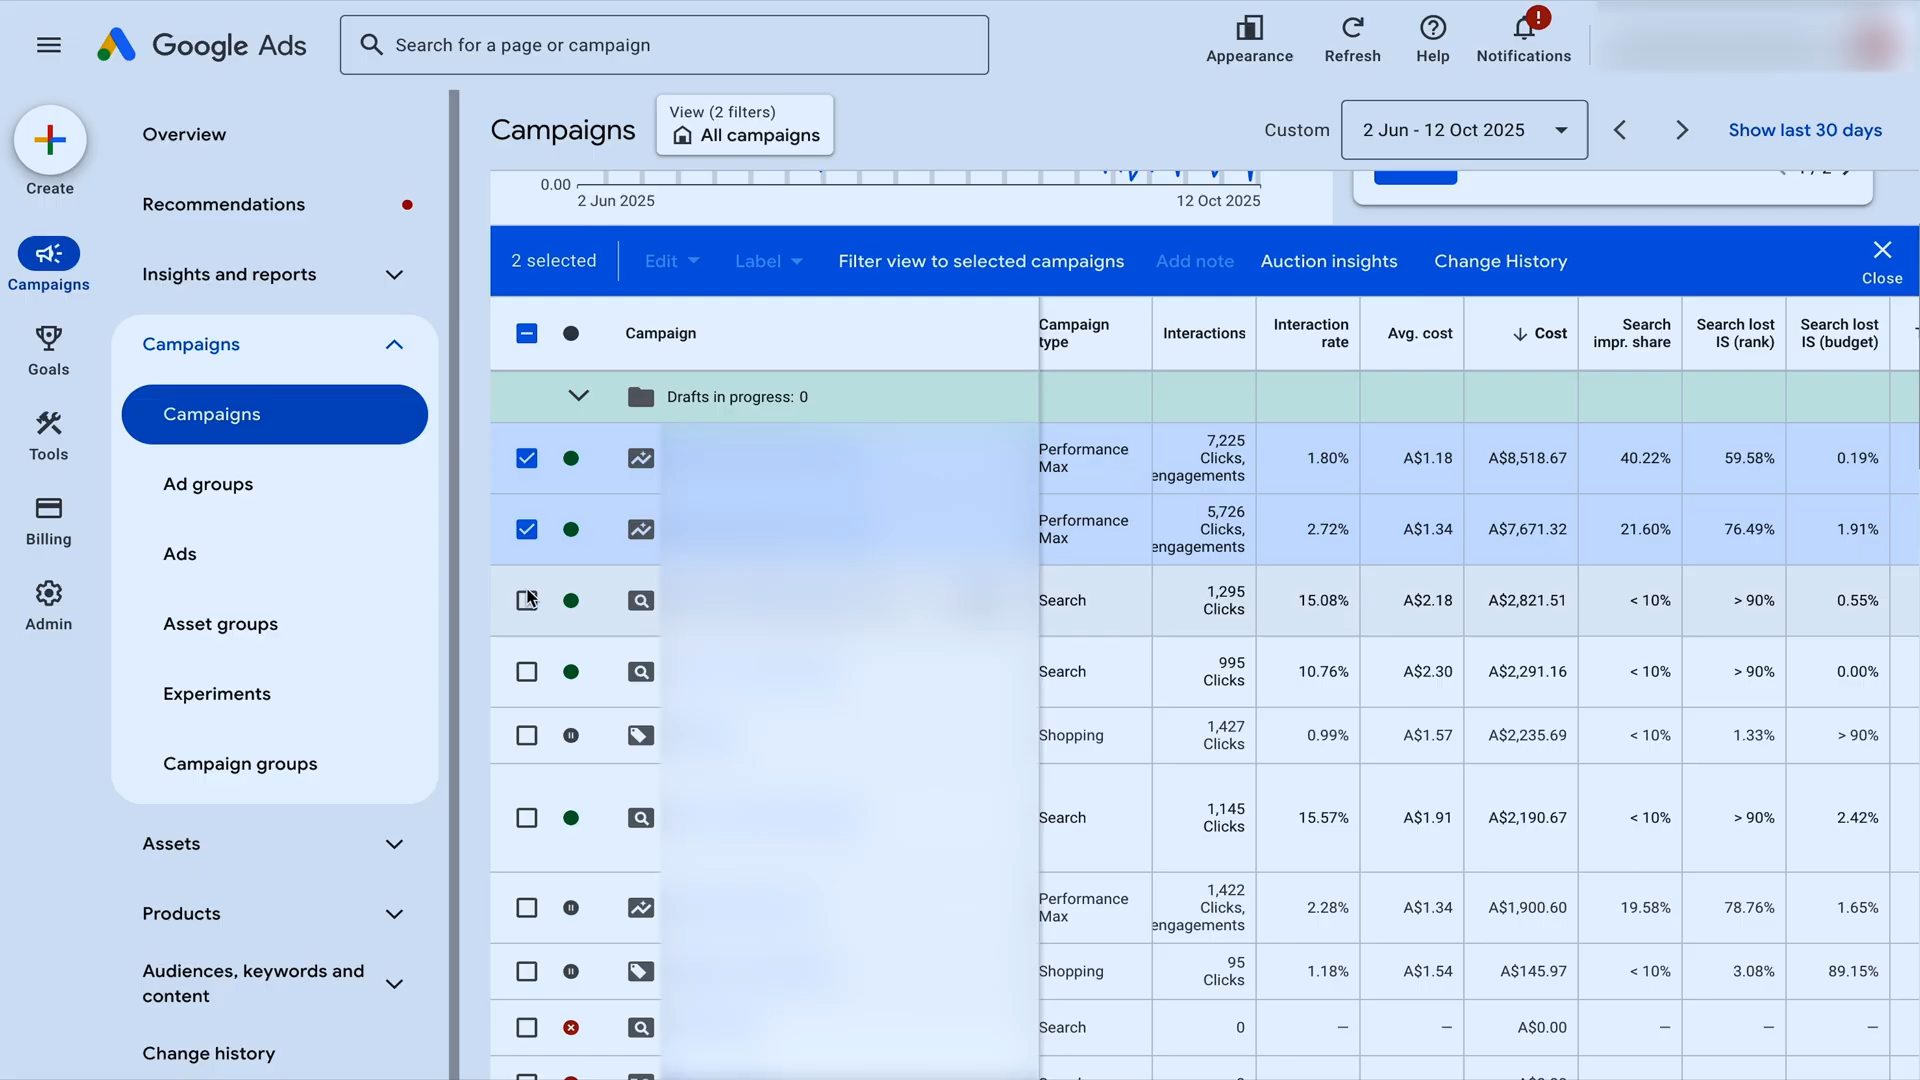 Google Ads
Search for a page or campaign
Appearance
Refresh
Help
!
Notifications
Create
Campaigns
Goals
Tools
Billing
Admin
Overview
Recommendations
Insights and reports
Campaigns
Campaigns
Ad groups
Ads
Asset groups
Experiments
Campaign groups
Assets
Products
Audiences, keywords and
content
Change history
Campaigns
View (2 filters)
All campaigns
Custom
2 Jun - 12 Oct 2025
Show last 30 days
0.00
2 Jun 2025
12 Oct 2025
2 selected
Edit
Label
Filter view to selected campaigns
Add note
Auction insights
Change History
Close
Campaign
Campaign
type
Interactions
Interaction
rate
Avg. cost
Cost
Search
impr. share
Search lost
IS (rank)
Search lost
IS (budget)
Drafts in progress: 0
Performance
Max
7,225
Clicks,
engagements
1.80%
A$1.18
A$8,518.67
40.22%
59.58%
0.19%
Performance
Max
5,726
Clicks,
engagements
2.72%
A$1.34
A$7,671.32
21.60%
76.49%
1.91%
Search
1,295
Clicks
15.08%
A$2.18
A$2,821.51
< 10%
> 90%
0.55%
Search
995
Clicks
10.76%
A$2.30
A$2,291.16
< 10%
> 90%
0.00%
Shopping
1,427
Clicks
0.99%
A$1.57
A$2,235.69
< 10%
1.33%
> 90%
Search
1,145
Clicks
15.57%
A$1.91
A$2,190.67
< 10%
> 90%
2.42%
Performance
Max
1,422
Clicks,
engagements
2.28%
A$1.34
A$1,900.60
19.58%
78.76%
1.65%
Shopping
95
Clicks
1.18%
A$1.54
A$145.97
< 10%
3.08%
89.15%
Search
0
—
—
A$0.00
—
—
—